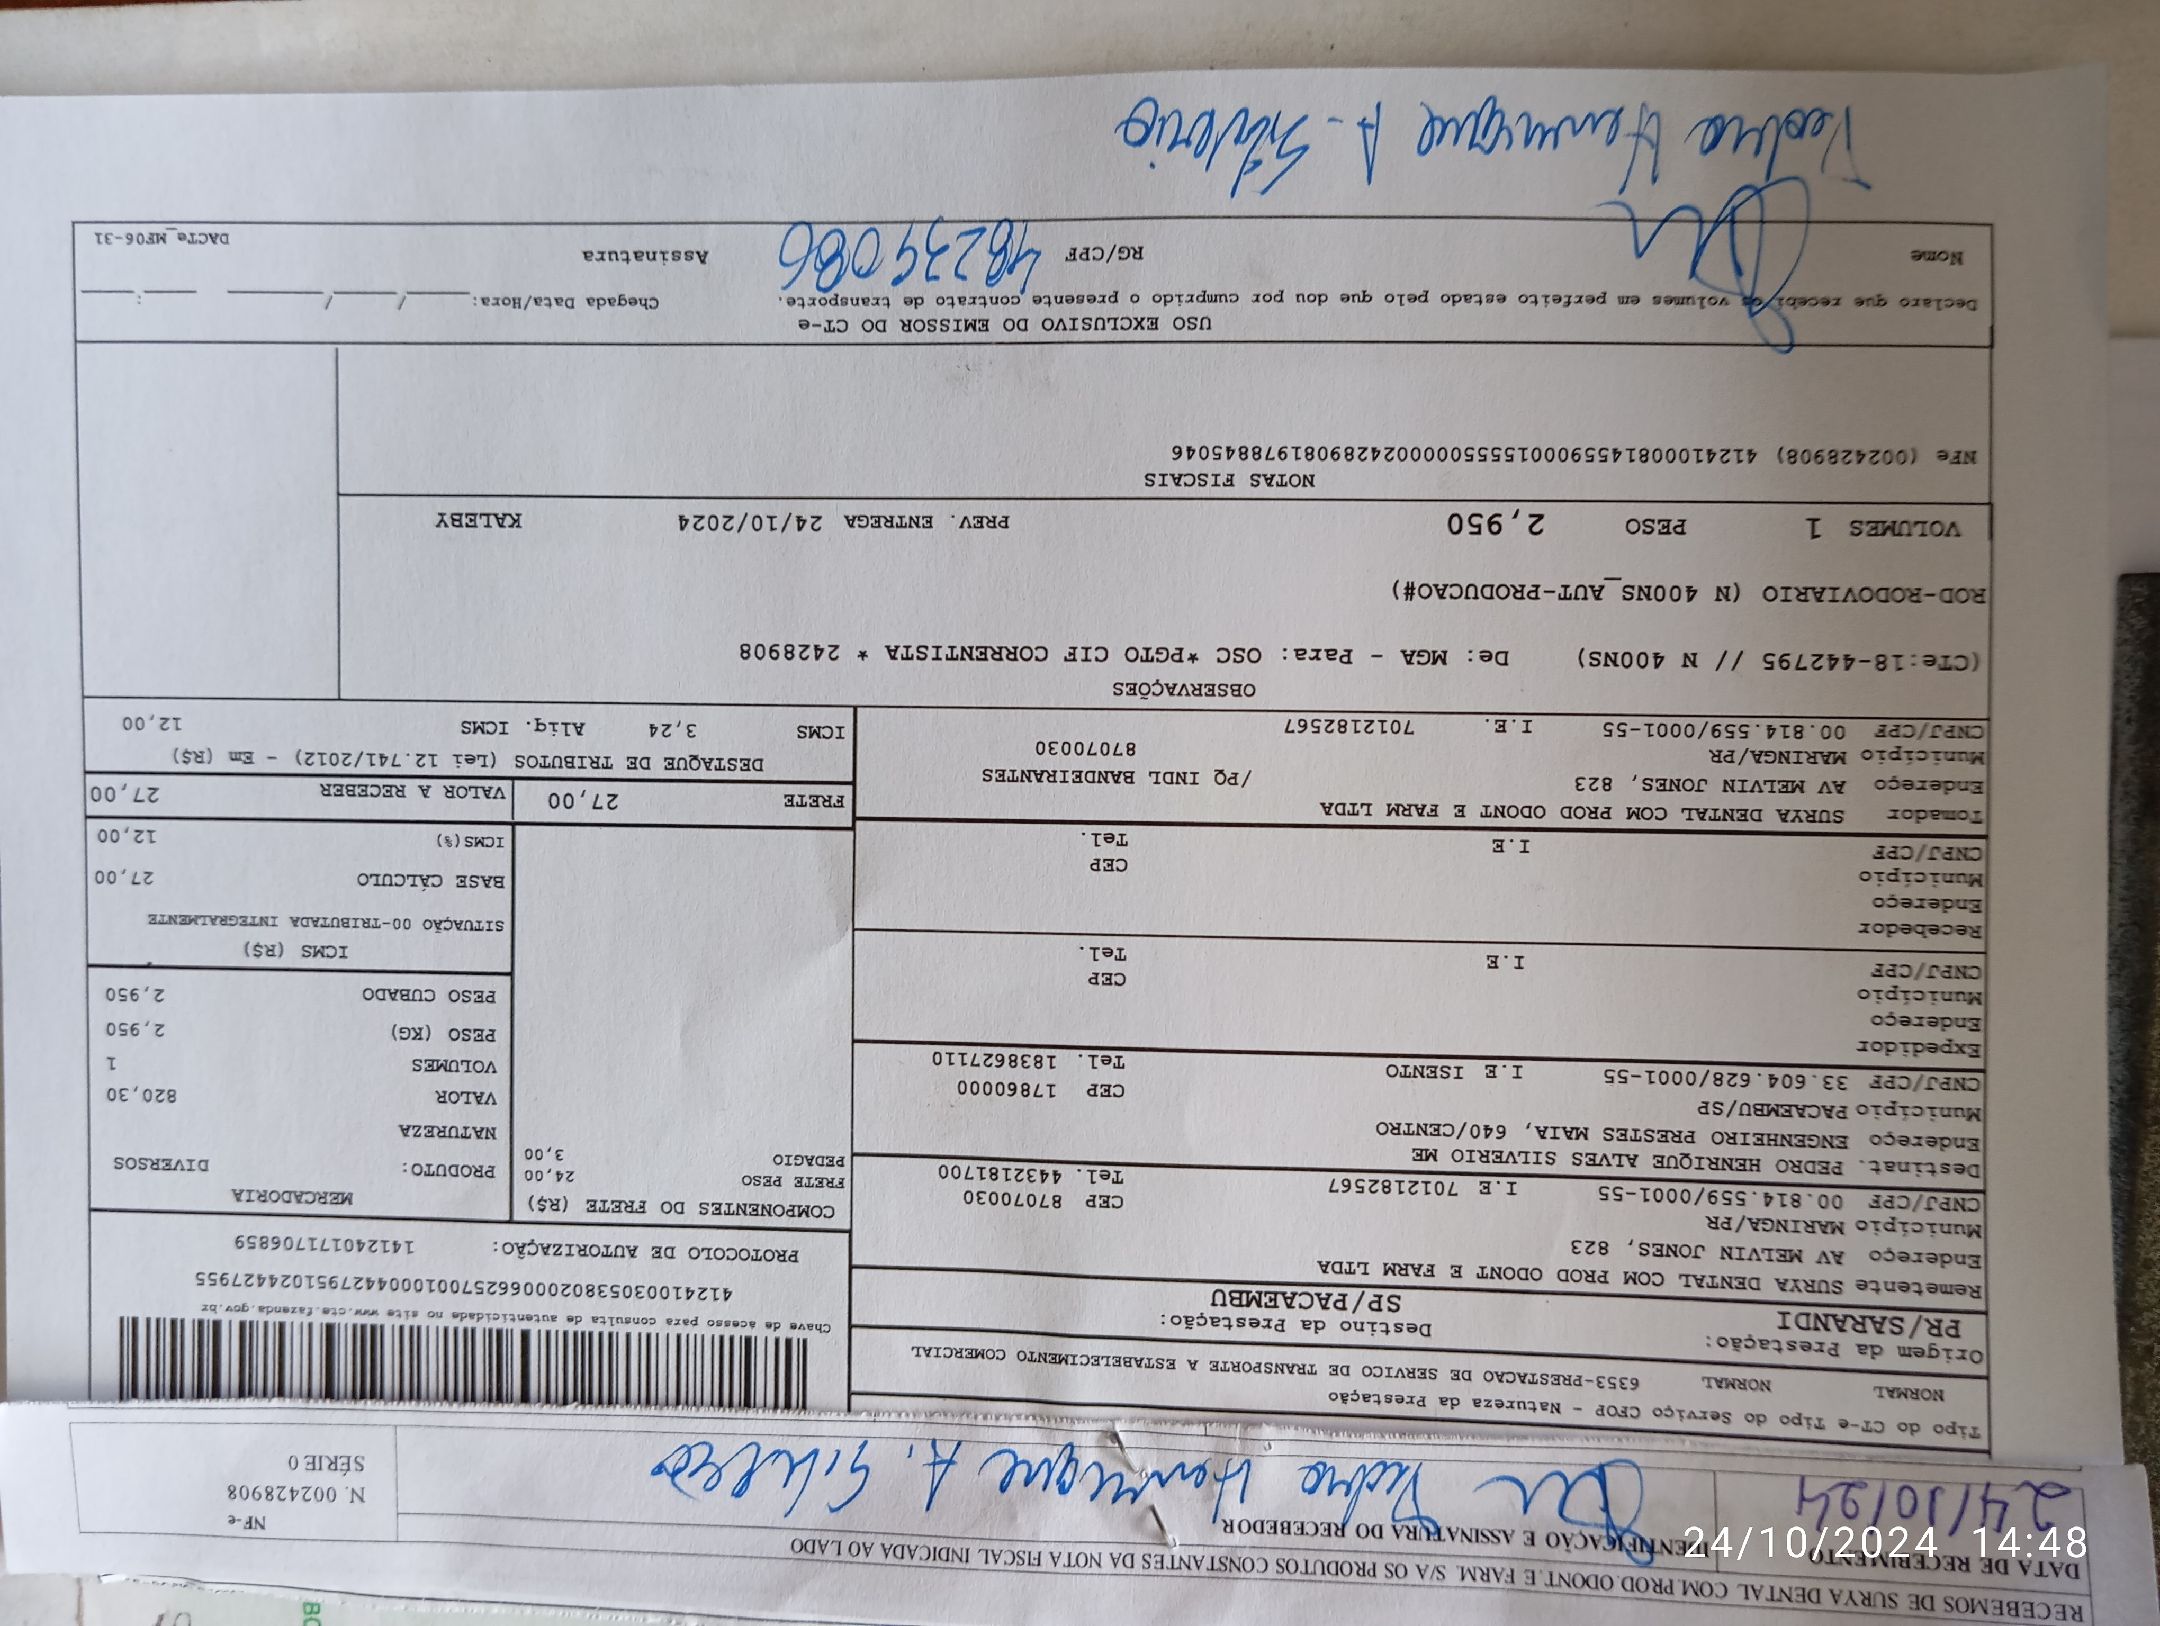 RECEBEMOS DE SURYA DENTAL COM.PROD.ODONT.E FARM. S/A OS PRODUTOS CONSTANTES DA NOTA FISCAL INDICADA AO LADO
DATA DE RECEBIMENTO
24/10/24
IDENTIFICAÇÃO E ASSINATURA DO RECEBEDOR
Pedro Henrique A. Silverio
NF-e
N. 002428908
SÉRIE 0
Tipo do CT-e Tipo do Serviço CFOP - Natureza da Prestação
NORMAL NORMAL 6353-PRESTACAO DE SERVICO DE TRANSPORTE A ESTABELECIMENTO COMERCIAL
Origem da Prestação: Destino da Prestação:
PR/SARANDI SP/PACAEMBU
Remetente SURYA DENTAL COM PROD ODONT E FARM LTDA
Endereço AV MELVIN JONES, 823
Município MARINGA/PR CEP 87070030
CNPJ/CPF 00.814.559/0001-55 I.E 7012182567 Tel. 4432181700
Destinat. PEDRO HENRIQUE ALVES SILVERIO ME
Endereço ENGENHEIRO PRESTES MAIA, 640/CENTRO
Município PACAEMBU/SP CEP 17860000
CNPJ/CPF 33.604.628/0001-55 I.E ISENTO Tel. 1838627110
Expedidor
Endereço
Município CEP
CNPJ/CPF I.E Tel.
Recebedor
Endereço
Município CEP
CNPJ/CPF I.E Tel.
Tomador SURYA DENTAL COM PROD ODONT E FARM LTDA
Endereço AV MELVIN JONES, 823 /PQ INDL BANDEIRANTES
Município MARINGA/PR 87070030
CNPJ/CPF 00.814.559/0001-55 I.E. 7012182567
Chave de acesso para consulta de autenticidade no site www.cte.fazenda.gov.br
41241003053802000662570010004427951024427955
PROTOCOLO DE AUTORIZAÇÃO: 141240171706859
COMPONENTES DO FRETE (R$)
FRETE PESO 24,00
PEDAGIO 3,00
MERCADORIA
PRODUTO: DIVERSOS
NATUREZA
VALOR 820,30
VOLUMES 1
PESO (KG) 2,950
PESO CUBADO 2,950
ICMS (R$)
SITUAÇÃO 00-TRIBUTADA INTEGRALMENTE
BASE CÁLCULO 27,00
ICMS(%) 12,00
FRETE 27,00 VALOR A RECEBER 27,00
DESTAQUE DE TRIBUTOS (Lei 12.741/2012) - Em (R$)
ICMS 3,24 Aliq. ICMS 12,00
OBSERVAÇÕES
(CTe:18-442795 // N 400NS) De: MGA - Para: OSC *PGTO CIF CORRENTISTA * 2428908
ROD-RODOVIARIO (N 400NS_AUT-PRODUCAO#)
VOLUMES 1 PESO 2,950 PREV. ENTREGA 24/10/2024 KALEBY
NOTAS FISCAIS
NFe (002428908) 41241000814559000155550000024289081978845046
USO EXCLUSIVO DO EMISSOR DO CT-e
Declaro que recebi os volumes em perfeito estado pelo que dou por cumprido o presente contrato de transporte. Chegada Data/Hora: ____/____/____ ___:___
Nome RG/CPF 48239086 Assinatura
DACTe_MF06-31
Pedro Henrique A. Silverio
24/10/2024 14:48